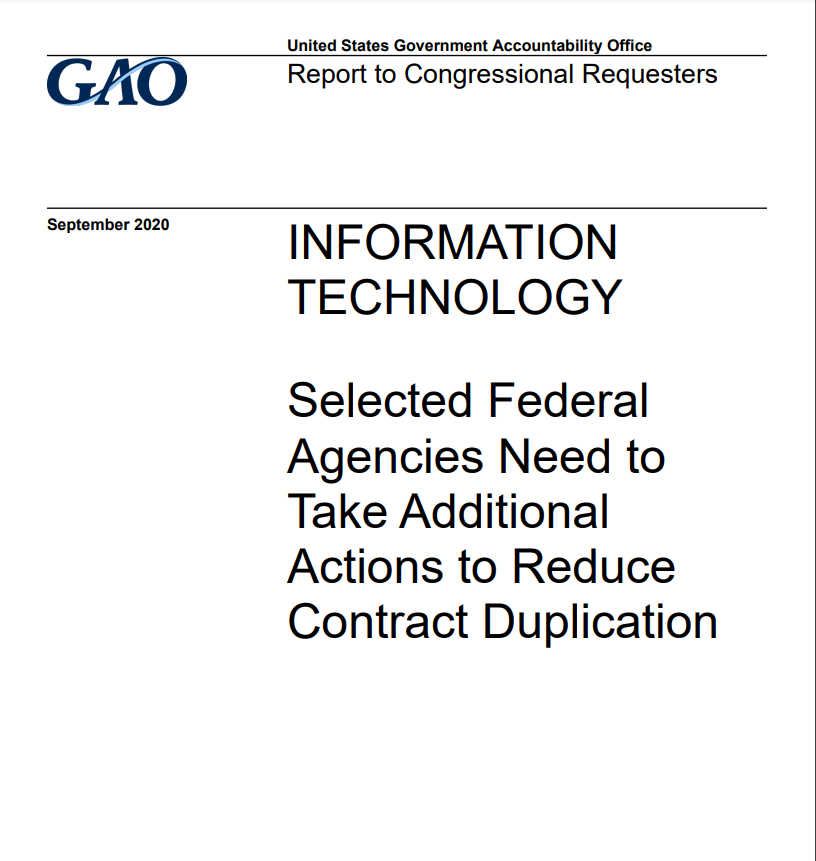 United States Government Accountability Office
GAO
Report to Congressional Requesters
September 2020
INFORMATION
TECHNOLOGY
Selected Federal
Agencies Need to
Take Additional
Actions to Reduce
Contract Duplication